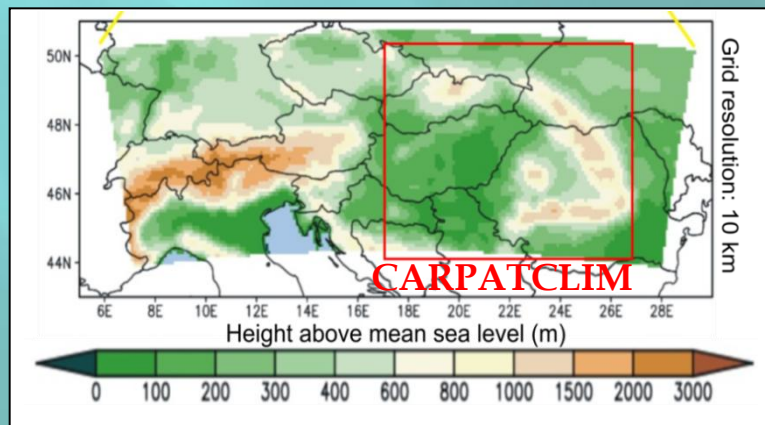 50N
48N
46N
44N
Grid resolution: 10 km
CARPATCLIM
6E 8E 10E 12E 14E 16E 18E 20E 22E 24E 26E 28E
Height above mean sea level (m)
0 100 200 300 400 600 800 1000 1500 2000 3000